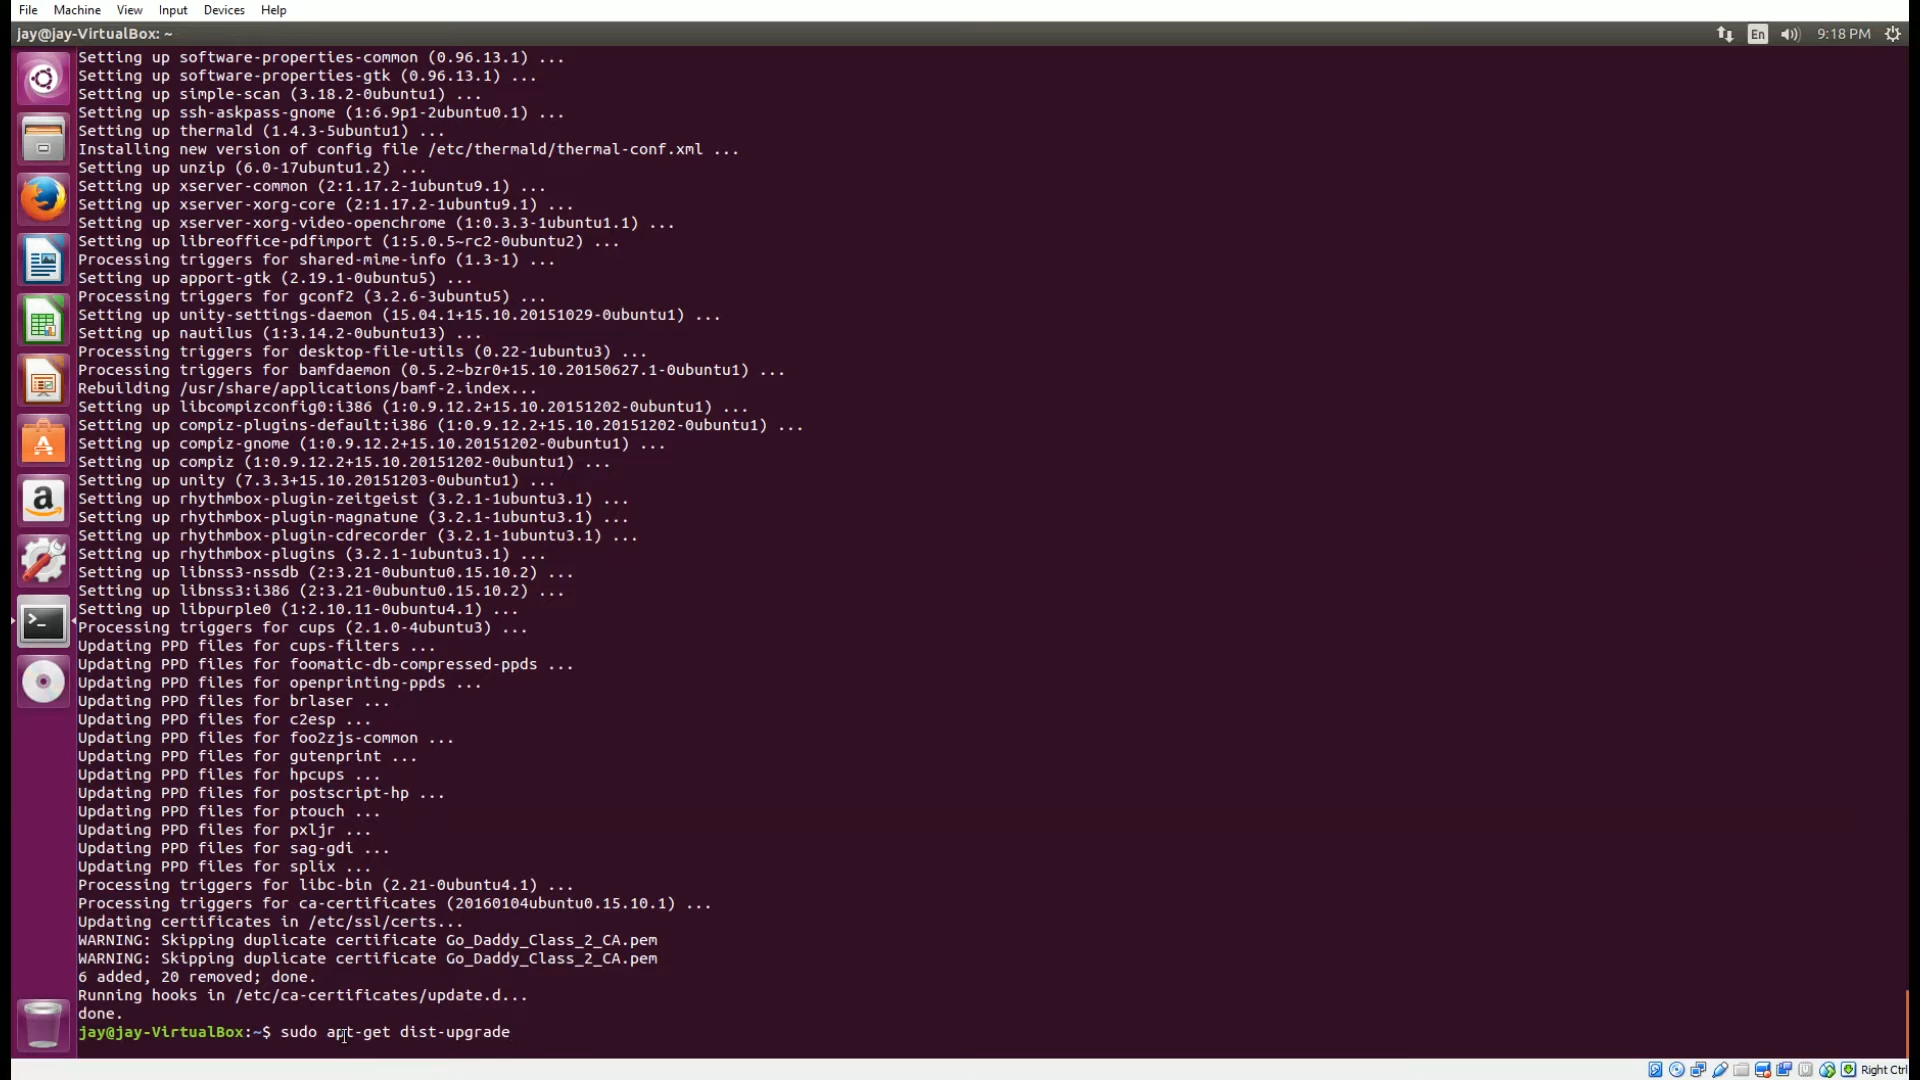 File Machine View Input Devices Help
jay@jay-VirtualBox: ~ En 9:18 PM
Setting up software-properties-common (0.96.13.1) ...
Setting up software-properties-gtk (0.96.13.1) ...
Setting up simple-scan (3.18.2-0ubuntu1) ...
Setting up ssh-askpass-gnome (1:6.9p1-2ubuntu0.1) ...
Setting up thermald (1.4.3-5ubuntu1) ...
Installing new version of config file /etc/thermald/thermal-conf.xml ...
Setting up unzip (6.0-17ubuntu1.2) ...
Setting up xserver-common (2:1.17.2-1ubuntu9.1) ...
Setting up xserver-xorg-core (2:1.17.2-1ubuntu9.1) ...
Setting up xserver-xorg-video-openchrome (1:0.3.3-1ubuntu1.1) ...
Setting up libreoffice-pdfimport (1:5.0.5~rc2-0ubuntu2) ...
Processing triggers for shared-mime-info (1.3-1) ...
Setting up apport-gtk (2.19.1-0ubuntu5) ...
Processing triggers for gconf2 (3.2.6-3ubuntu5) ...
Setting up unity-settings-daemon (15.04.1+15.10.20151029-0ubuntu1) ...
Setting up nautilus (1:3.14.2-0ubuntu13) ...
Processing triggers for desktop-file-utils (0.22-1ubuntu3) ...
Processing triggers for bamfdaemon (0.5.2~bzr0+15.10.20150627.1-0ubuntu1) ...
Rebuilding /usr/share/applications/bamf-2.index...
Setting up libcompizconfig0:i386 (1:0.9.12.2+15.10.20151202-0ubuntu1) ...
Setting up compiz-plugins-default:i386 (1:0.9.12.2+15.10.20151202-0ubuntu1) ...
Setting up compiz-gnome (1:0.9.12.2+15.10.20151202-0ubuntu1) ...
Setting up compiz (1:0.9.12.2+15.10.20151202-0ubuntu1) ...
Setting up unity (7.3.3+15.10.20151203-0ubuntu1) ...
Setting up rhythmbox-plugin-zeitgeist (3.2.1-1ubuntu3.1) ...
Setting up rhythmbox-plugin-magnatune (3.2.1-1ubuntu3.1) ...
Setting up rhythmbox-plugin-cdrecorder (3.2.1-1ubuntu3.1) ...
Setting up rhythmbox-plugins (3.2.1-1ubuntu3.1) ...
Setting up libnss3-nssdb (2:3.21-0ubuntu0.15.10.2) ...
Setting up libnss3:i386 (2:3.21-0ubuntu0.15.10.2) ...
Setting up libpurple0 (1:2.10.11-0ubuntu4.1) ...
Processing triggers for cups (2.1.0-4ubuntu3) ...
Updating PPD files for cups-filters ...
Updating PPD files for foomatic-db-compressed-ppds ...
Updating PPD files for openprinting-ppds ...
Updating PPD files for brlaser ...
Updating PPD files for c2esp ...
Updating PPD files for foo2zjs-common ...
Updating PPD files for gutenprint ...
Updating PPD files for hpcups ...
Updating PPD files for postscript-hp ...
Updating PPD files for ptouch ...
Updating PPD files for pxljr ...
Updating PPD files for sag-gdi ...
Updating PPD files for splix ...
Processing triggers for libc-bin (2.21-0ubuntu4.1) ...
Processing triggers for ca-certificates (20160104ubuntu0.15.10.1) ...
Updating certificates in /etc/ssl/certs...
WARNING: Skipping duplicate certificate Go_Daddy_Class_2_CA.pem
WARNING: Skipping duplicate certificate Go_Daddy_Class_2_CA.pem
6 added, 20 removed; done.
Running hooks in /etc/ca-certificates/update.d...
done.
jay@jay-VirtualBox:~$ sudo apt-get dist-upgrade
Right Ctrl